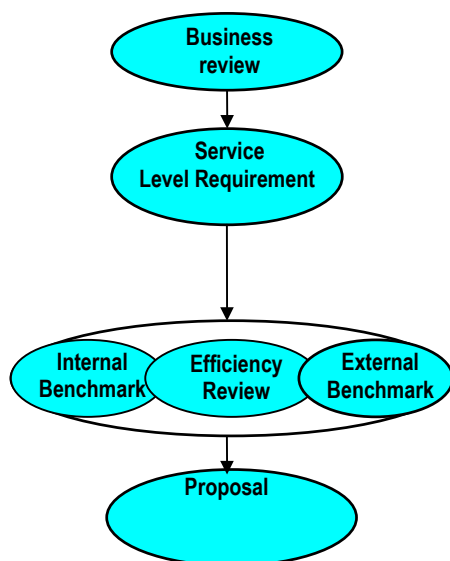 Business
review
Service
Level Requirement
Internal
Benchmark
Efficiency
Review
External
Benchmark
Proposal